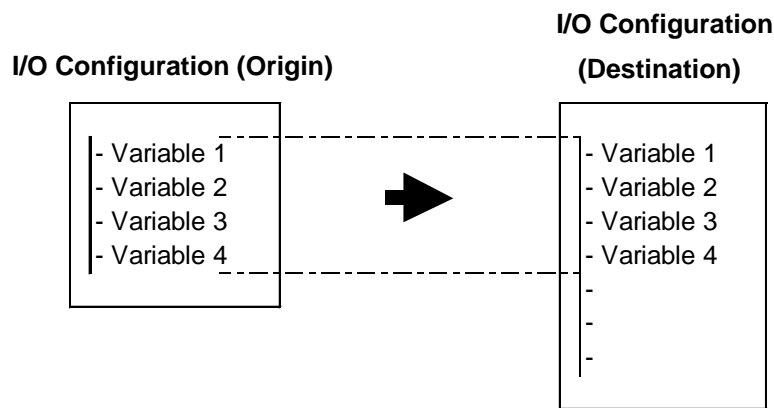 I/O Configuration (Origin)
- Variable 1
- Variable 2
- Variable 3
- Variable 4
I/O Configuration
(Destination)
- Variable 1
- Variable 2
- Variable 3
- Variable 4
-
-
-